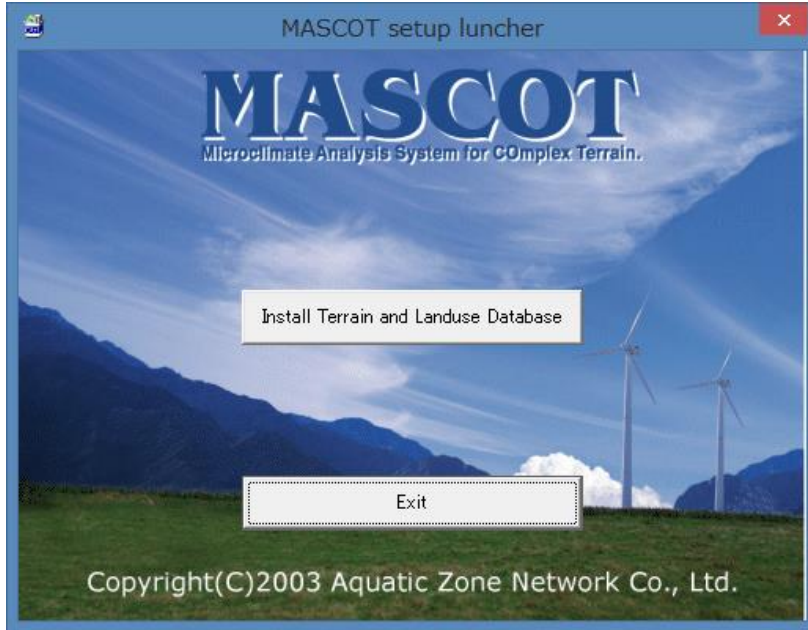 MASCOT setup luncher
MASCOT
Microclimate Analysis System for COmplex Terrain.
Install Terrain and Landuse Database
Exit
Copyright(C)2003 Aquatic Zone Network Co., Ltd.